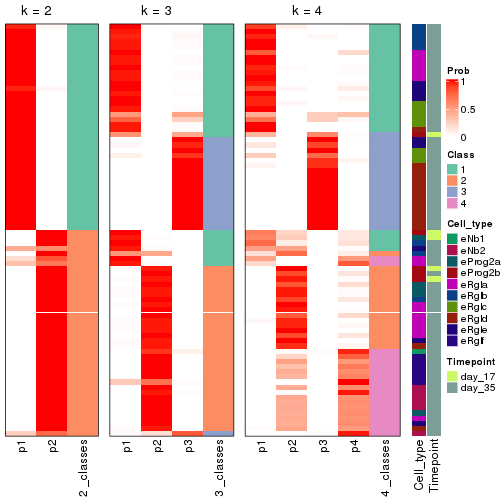 k = 2
k = 3
k = 4
p1
p2
2_classes
p1
p2
p3
3_classes
p1
p2
p3
p4
4_classes
Cell_type
Timepoint
Prob
1
0.5
0
Class
1
2
3
4
Cell_type
eNb1
eNb2
eProg2a
eProg2b
eRgla
eRglb
eRglc
eRgld
eRgle
eRglf
Timepoint
day_17
day_35